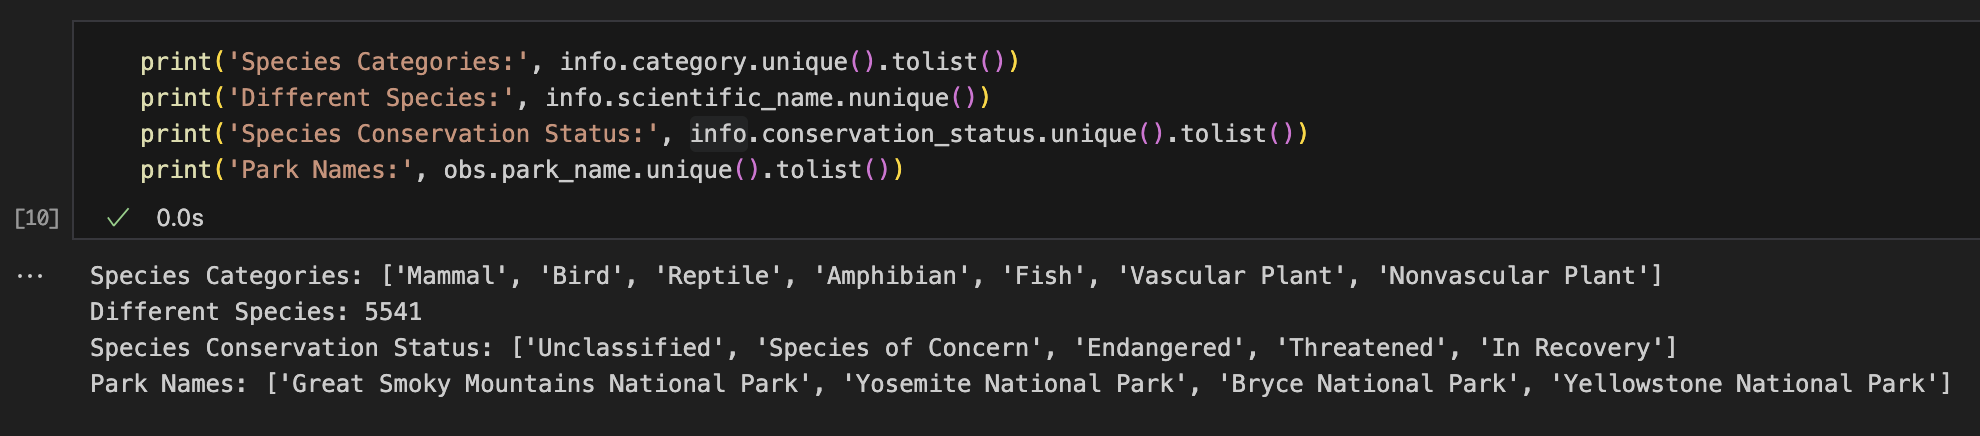 print('Species Categories:', info.category.unique().tolist())
print('Different Species:', info.scientific_name.nunique())
print('Species Conservation Status:', info.conservation_status.unique().tolist())
print('Park Names:', obs.park_name.unique().tolist())
[10] ✓ 0.0s
... Species Categories: ['Mammal', 'Bird', 'Reptile', 'Amphibian', 'Fish', 'Vascular Plant', 'Nonvascular Plant']
Different Species: 5541
Species Conservation Status: ['Unclassified', 'Species of Concern', 'Endangered', 'Threatened', 'In Recovery']
Park Names: ['Great Smoky Mountains National Park', 'Yosemite National Park', 'Bryce National Park', 'Yellowstone National Park']